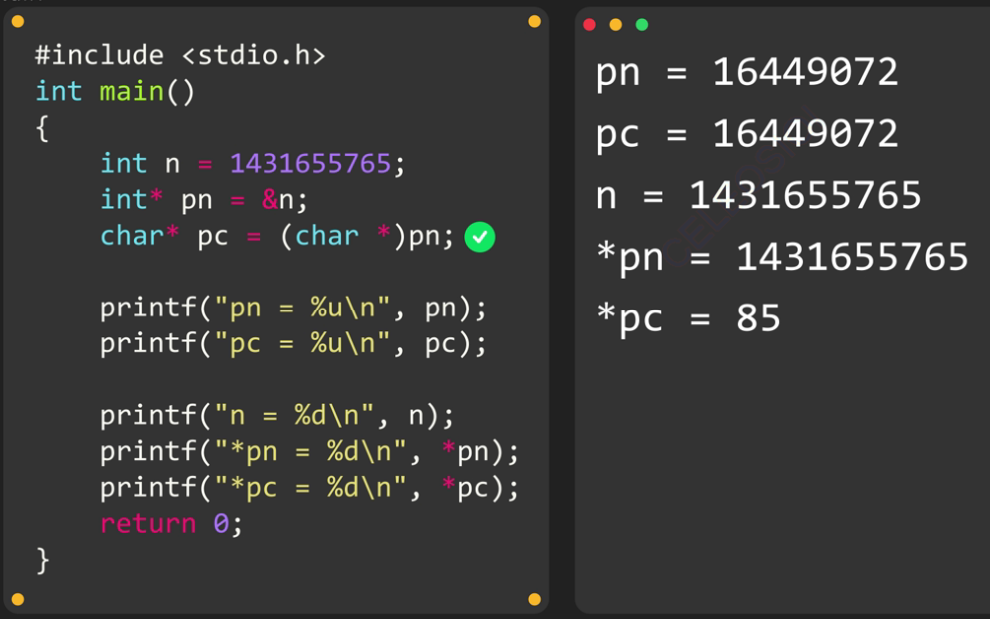 #include <stdio.h>
int main()
{
    int n = 1431655765;
    int* pn = &n;
    char* pc = (char *)pn;

    printf("pn = %u\n", pn);
    printf("pc = %u\n", pc);

    printf("n = %d\n", n);
    printf("*pn = %d\n", *pn);
    printf("*pc = %d\n", *pc);
    return 0;
}
pn = 16449072
pc = 16449072
n = 1431655765
*pn = 1431655765
*pc = 85